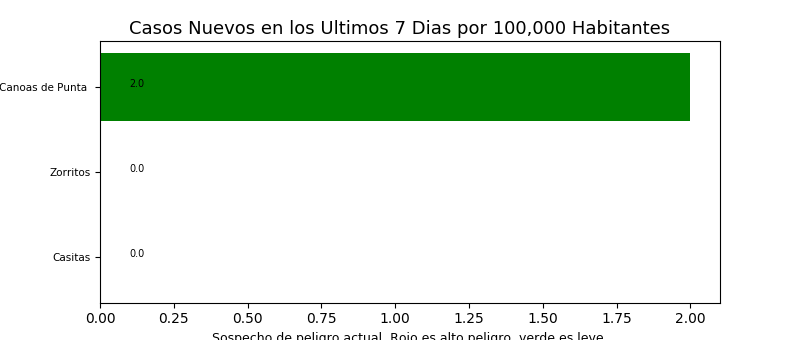 Casos Nuevos en los Ultimos 7 Dias por 100,000 Habitantes
Canoas de Punta
2.0
Zorritos
0.0
Casitas
0.0
0.00 0.25 0.50 0.75 1.00 1.25 1.50 1.75 2.00
Sospecho de peligro actual. Rojo es alto peligro, verde es leve